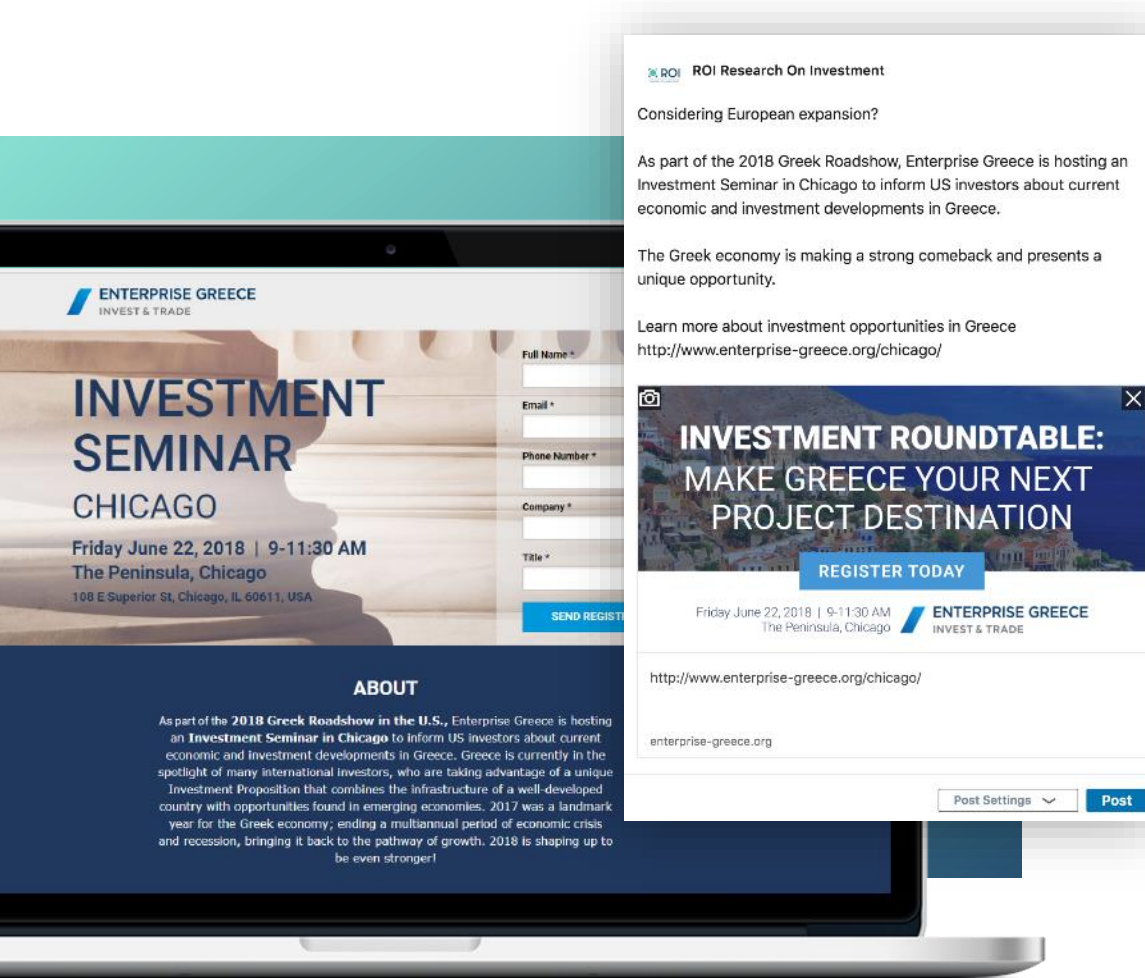 ROI
ROI Research On Investment
Considering European expansion?
As part of the 2018 Greek Roadshow, Enterprise Greece is hosting an
Investment Seminar in Chicago to inform US investors about current
economic and investment developments in Greece.
The Greek economy is making a strong comeback and presents a
unique opportunity.
Learn more about investment opportunities in Greece
http://www.enterprise-greece.org/chicago/
INVESTMENT ROUNDTABLE:
MAKE GREECE YOUR NEXT
PROJECT DESTINATION
REGISTER TODAY
Friday June 22, 2018 | 9-11:30 AM
The Peninsula, Chicago
ENTERPRISE GREECE
INVEST & TRADE
http://www.enterprise-greece.org/chicago/
enterprise-greece.org
Post Settings
Post
ENTERPRISE GREECE
INVEST & TRADE
INVESTMENT
SEMINAR
CHICAGO
Friday June 22, 2018 | 9-11:30 AM
The Peninsula, Chicago
108 E Superior St, Chicago, IL 60611, USA
Full Name *
Email *
Phone Number *
Company *
Title *
SEND REGIST
ABOUT
As part of the 2018 Greek Roadshow in the U.S., Enterprise Greece is hosting
an Investment Seminar in Chicago to inform US investors about current
economic and investment developments in Greece. Greece is currently in the
spotlight of many international investors, who are taking advantage of a unique
Investment Proposition that combines the infrastructure of a well-developed
country with opportunities found in emerging economies. 2017 was a landmark
year for the Greek economy; ending a multiannual period of economic crisis
and recession, bringing it back to the pathway of growth. 2018 is shaping up to
be even stronger!